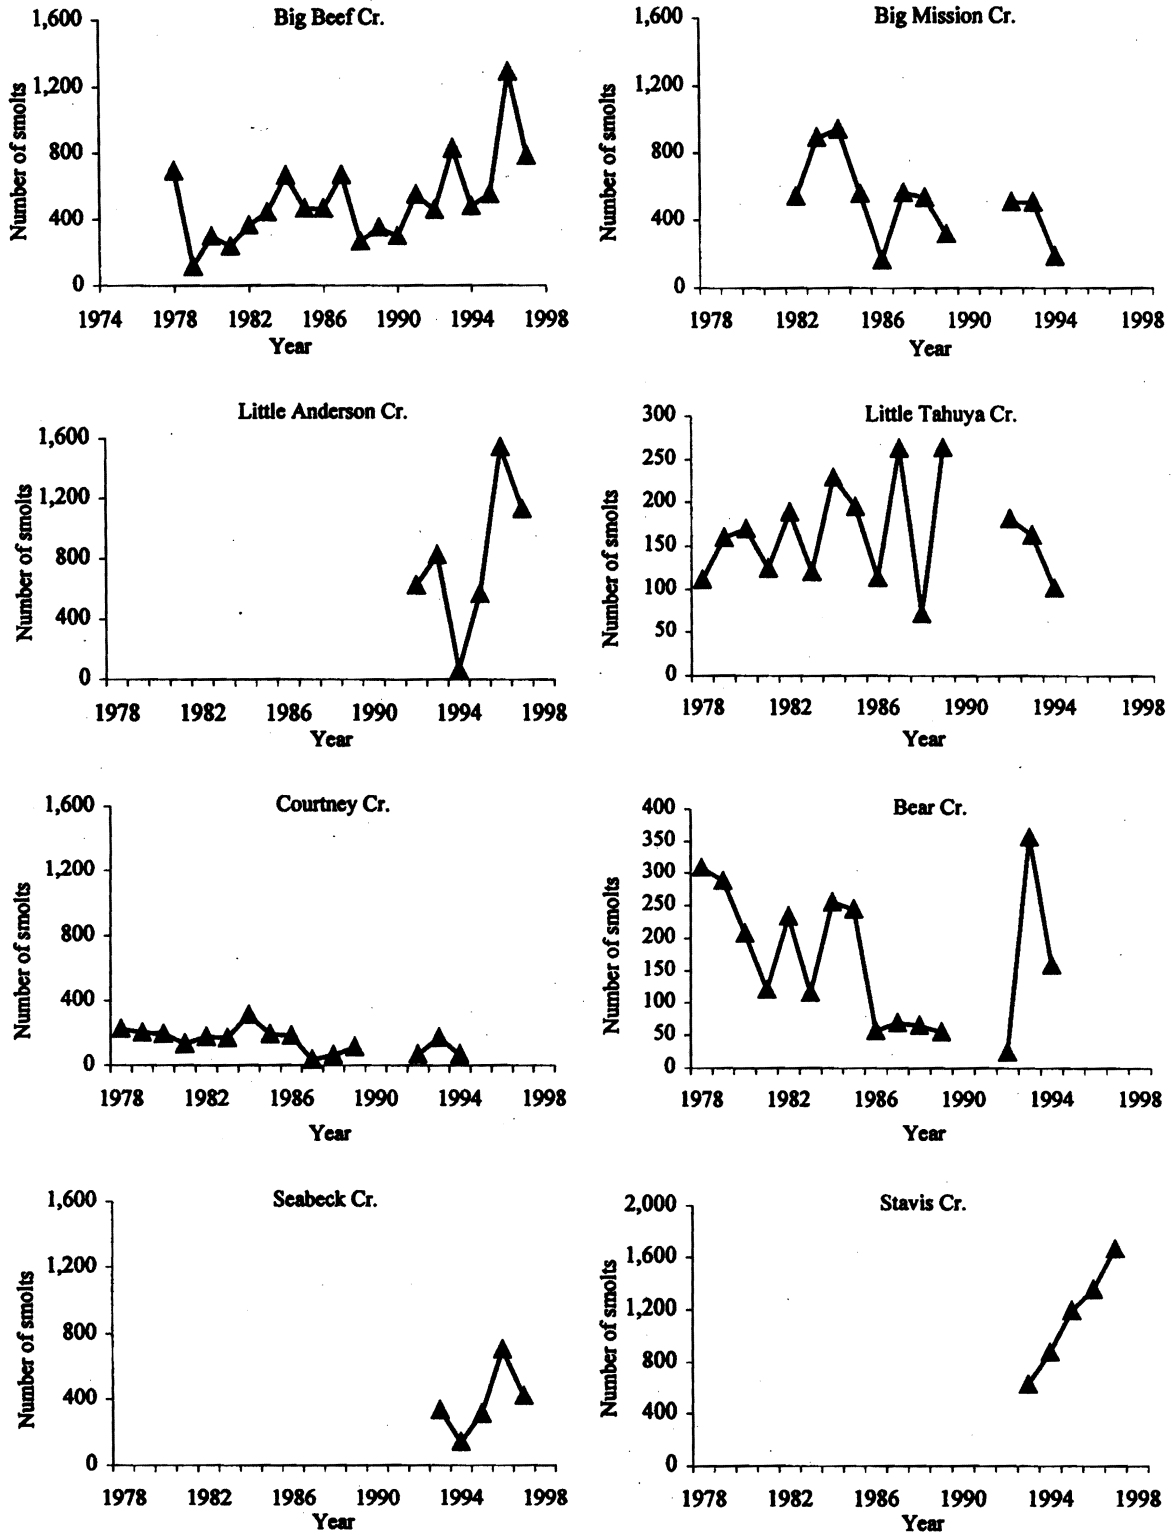 Big Beef Cr.
1,600
1,200
800
400
0
Number of smolts
1974 1978 1982 1986 1990 1994 1998
Year
Big Mission Cr.
1,600
1,200
800
400
0
Number of smolts
1978 1982 1986 1990 1994 1998
Year
Little Anderson Cr.
1,600
1,200
800
400
0
Number of smolts
1978 1982 1986 1990 1994 1998
Year
Little Tahuya Cr.
300
250
200
150
100
50
0
Number of smolts
1978 1982 1986 1990 1994 1998
Year
Courtney Cr.
1,600
1,200
800
400
0
Number of smolts
1978 1982 1986 1990 1994 1998
Year
Bear Cr.
400
350
300
250
200
150
100
50
0
Number of smolts
1978 1982 1986 1990 1994 1998
Year
Seabeck Cr.
1,600
1,200
800
400
0
Number of smolts
1978 1982 1986 1990 1994 1998
Year
Stavis Cr.
2,000
1,600
1,200
800
400
0
Number of smolts
1978 1982 1986 1990 1994 1998
Year